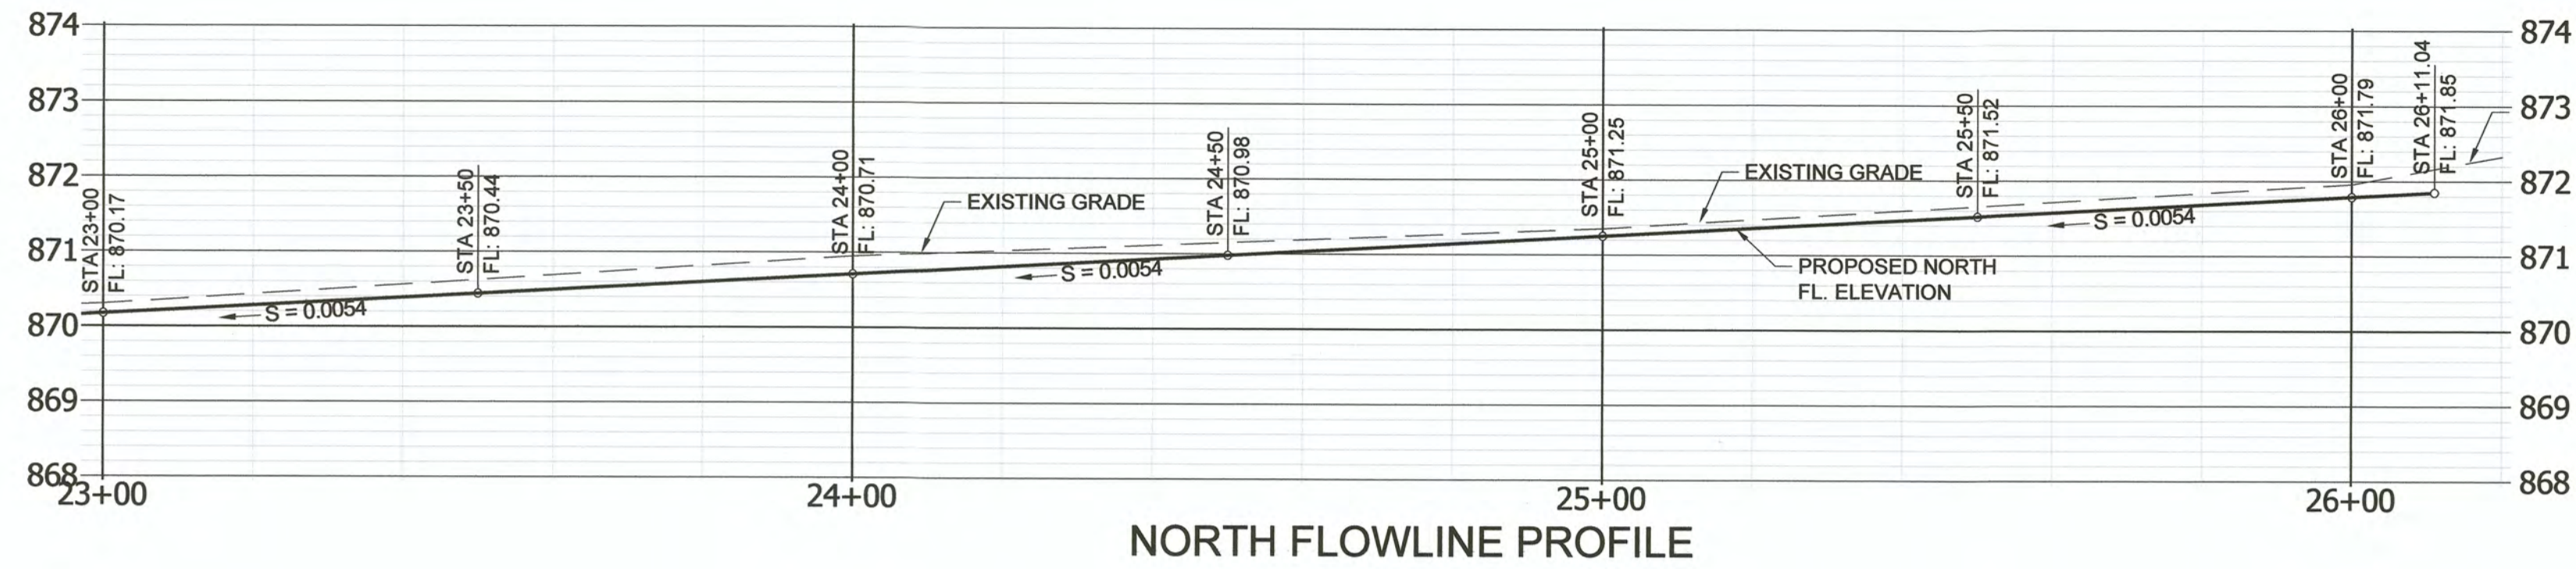 874
873
872
871
870
869
868
874
873
872
871
870
869
868
STA 23+00
FL: 870.17
STA 23+50
FL: 870.44
STA 24+00
FL: 870.71
STA 24+50
FL: 870.98
STA 25+00
FL: 871.25
STA 25+50
FL: 871.52
STA 26+00
FL: 871.79
STA 26+11.04
FL: 871.85
EXISTING GRADE
EXISTING GRADE
S = 0.0054
S = 0.0054
S = 0.0054
PROPOSED NORTH
FL. ELEVATION
23+00
24+00
25+00
26+00
NORTH FLOWLINE PROFILE